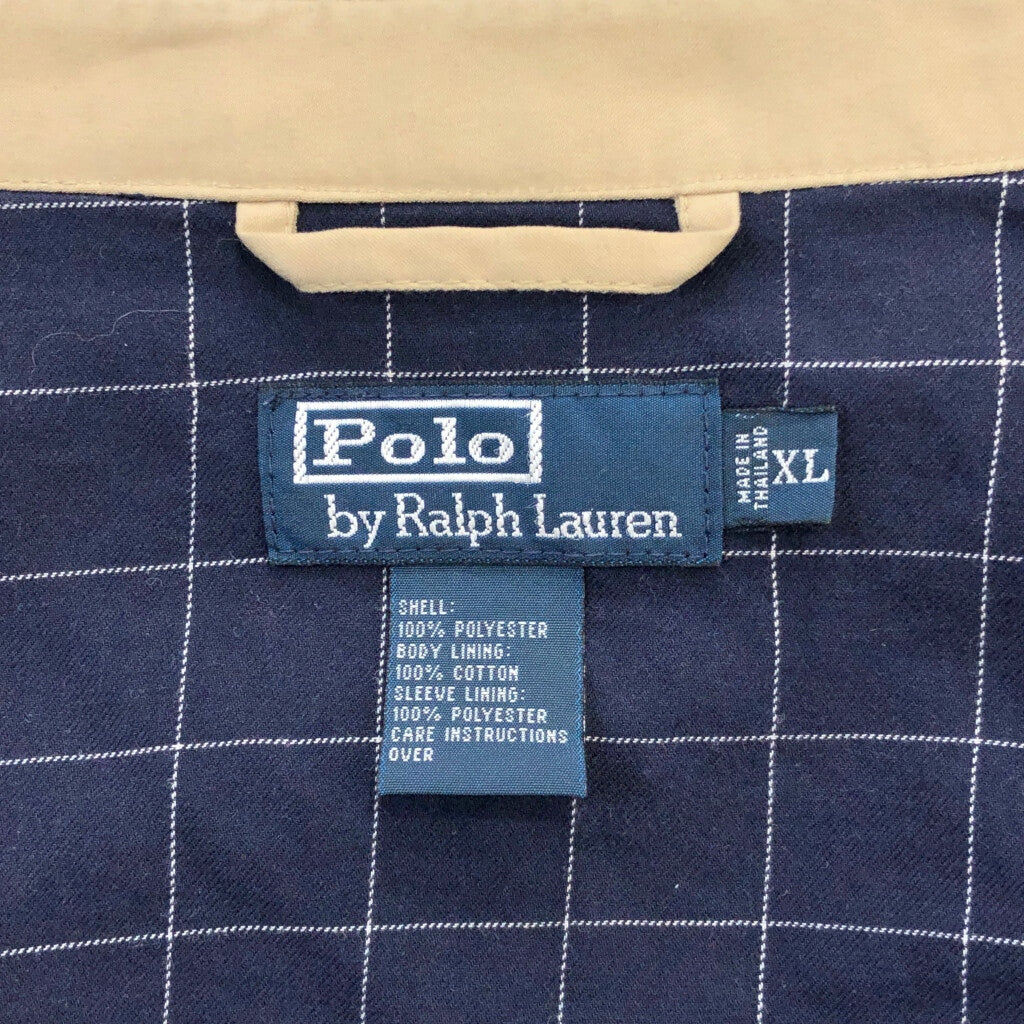 Polo
by Ralph Lauren
MADE IN
THAILAND
XL
SHELL:
100% POLYESTER
BODY LINING:
100% COTTON
SLEEVE LINING:
100% POLYESTER
CARE INSTRUCTIONS
OVER